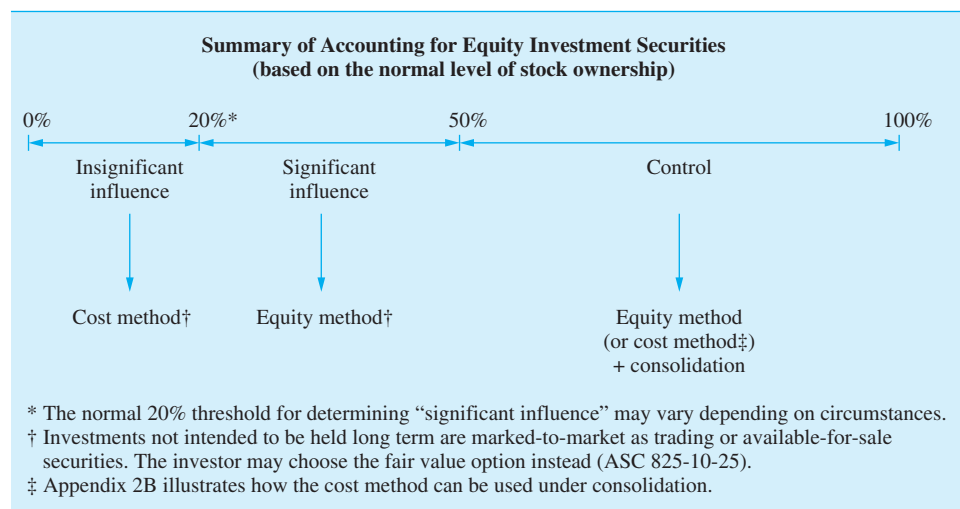 Summary of Accounting for Equity Investment Securities
(based on the normal level of stock ownership)
0% 20%* 50% 100%
Insignificant influence
Significant influence
Control
Cost method†
Equity method†
Equity method
(or cost method‡)
+ consolidation
* The normal 20% threshold for determining “significant influence” may vary depending on circumstances.
† Investments not intended to be held long term are marked-to-market as trading or available-for-sale
securities. The investor may choose the fair value option instead (ASC 825-10-25).
‡ Appendix 2B illustrates how the cost method can be used under consolidation.